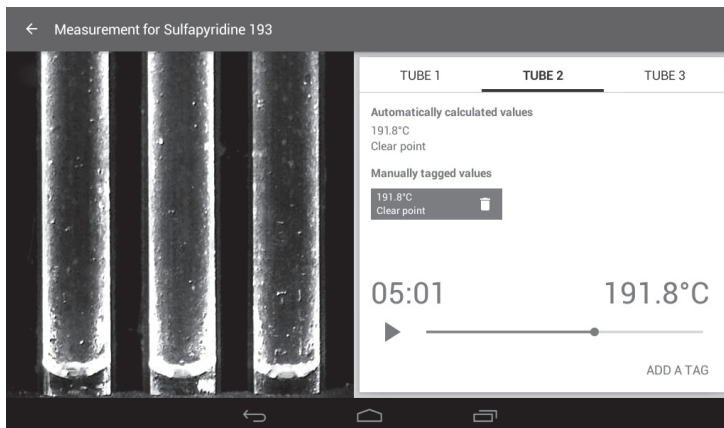 Measurement for Sulfapyridine 193
TUBE 1
TUBE 2
TUBE 3
Automatically calculated values
191.8°C
Clear point
Manually tagged values
191.8°C
Clear point
05:01
191.8°C
ADD A TAG